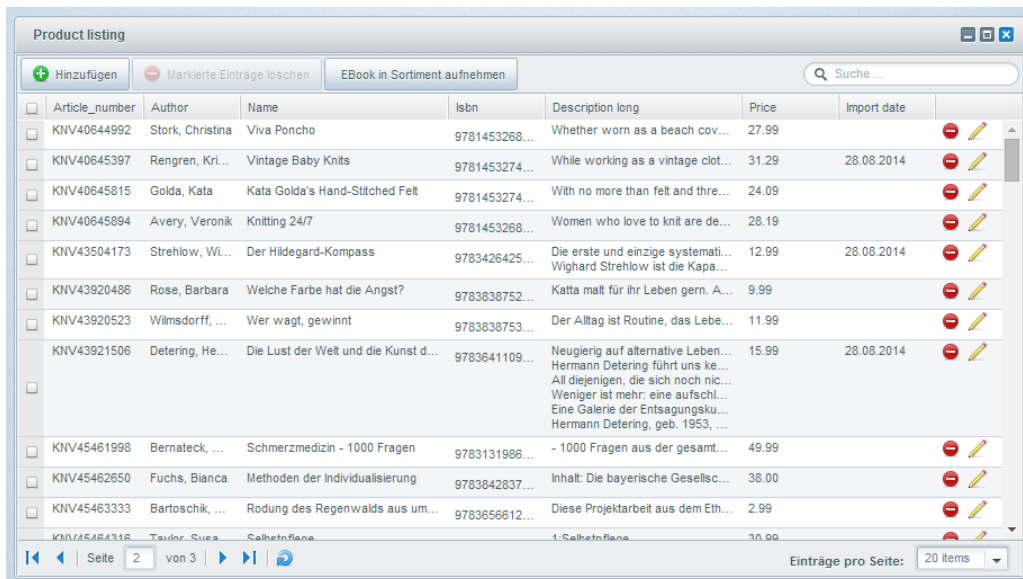 Product listing
Hinzufügen Markierte Einträge löschen EBook in Sortiment aufnehmen Suche ...
Article_number Author Name Isbn Description long Price Import date
KNV40644992 Stork, Christina Viva Poncho 9781453268... Whether worn as a beach cov... 27.99
KNV40645397 Rengren, Kri... Vintage Baby Knits 9781453274... While working as a vintage clot... 31.29 28.08.2014
KNV40645815 Golda, Kata Kata Golda's Hand-Stitched Felt 9781453274... With no more than felt and thre... 24.09
KNV40645894 Avery, Veronik Knitting 24/7 9781453268... Women who love to knit are de... 28.19
KNV43504173 Strehlow, Wi... Der Hildegard-Kompass 9783426425... Die erste und einzige systemati... 12.99 28.08.2014
Wighard Strehlow ist die Kapa...
KNV43920486 Rose, Barbara Welche Farbe hat die Angst? 9783838752... Katta malt für ihr Leben gern. A... 9.99
KNV43920523 Wilmsdorff, ... Wer wagt, gewinnt 9783838753... Der Alltag ist Routine, das Lebe... 11.99
KNV43921506 Detering, He... Die Lust der Welt und die Kunst d... 9783641109... Neugierig auf alternative Leben... 15.99 28.08.2014
Hermann Detering führt uns ke...
All diejenigen, die sich noch nic...
Weniger ist mehr: eine aufschl...
Eine Galerie der Entsagungsku...
Hermann Detering, geb. 1953, ...
KNV45461998 Bernateck, ... Schmerzmedizin - 1000 Fragen 9783131986... - 1000 Fragen aus der gesamt... 49.99
KNV45462650 Fuchs, Bianca Methoden der Individualisierung 9783842837... Inhalt: Die bayerische Gesellsc... 38.00
KNV45463333 Bartoschik, ... Rodung des Regenwalds aus um... 9783656612... Diese Projektarbeit aus dem Eth... 2.99
KNV45464316 Taylor, Susa... Selbstpflege 1:Selbstpflege 30.99
Seite 2 von 3 Einträge pro Seite: 20 items